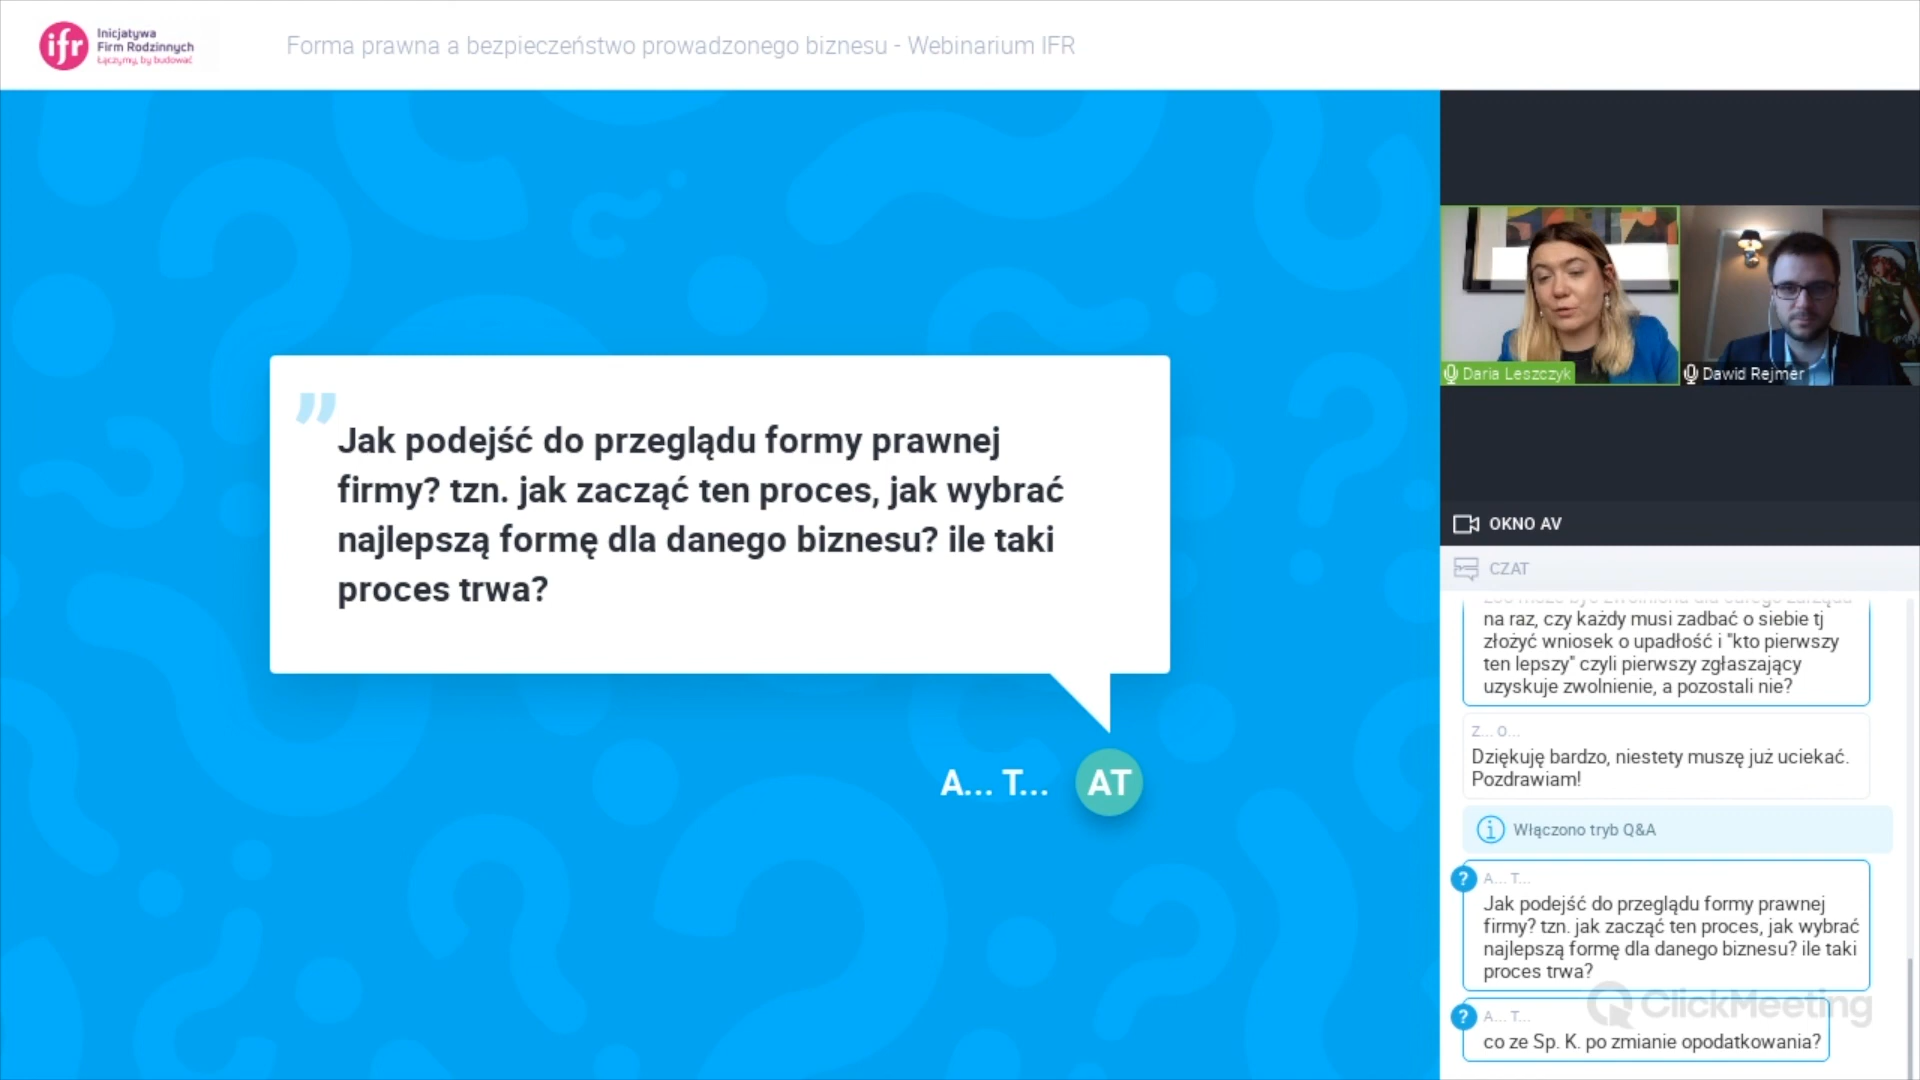 ifr
Inicjatywa
Firm Rodzinnych
Łączymy, by budować
Forma prawna a bezpieczeństwo prowadzonego biznesu - Webinarium IFR
”
Jak podejść do przeglądu formy prawnej
firmy? tzn. jak zacząć ten proces, jak wybrać
najlepszą formę dla danego biznesu? ile taki
proces trwa?
A... T...
AT
Daria Leszczyk
Dawid Rejmer
OKNO AV
CZAT
na raz, czy każdy musi zadbać o siebie tj
złożyć wniosek o upadłość i "kto pierwszy
ten lepszy" czyli pierwszy zgłaszający
uzyskuje zwolnienie, a pozostali nie?
Z... O...
Dziękuję bardzo, niestety muszę już uciekać.
Pozdrawiam!
Włączono tryb Q&A
? A... T...
Jak podejść do przeglądu formy prawnej
firmy? tzn. jak zacząć ten proces, jak wybrać
najlepszą formę dla danego biznesu? ile taki
proces trwa?
ClickMeeting
? A... T...
co ze Sp. K. po zmianie opodatkowania?